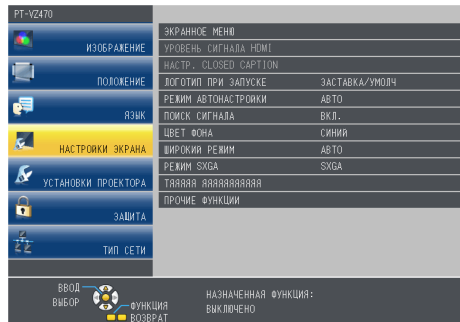 PT-VZ470
ИЗОБРАЖЕНИЕ
ПОЛОЖЕНИЕ
ЯЗЫК
НАСТРОЙКИ ЭКРАНА
УСТАНОВКИ ПРОЕКТОРА
ЗАЩИТА
ТИП СЕТИ
ЭКРАННОЕ МЕНЮ
УРОВЕНЬ СИГНАЛА HDMI
НАСТР. CLOSED CAPTION
ЛОГОТИП ПРИ ЗАПУСКЕ ЗАСТАВКА/УМОЛЧ
РЕЖИМ АВТОНАСТРОЙКИ АВТО
ПОИСК СИГНАЛА ВКЛ.
ЦВЕТ ФОНА СИНИЙ
ШИРОКИЙ РЕЖИМ АВТО
РЕЖИМ SXGA SXGA
ТЯЯЯЯЯ ЯЯЯЯЯЯЯЯЯЯЯ
ПРОЧИЕ ФУНКЦИИ
ВВОД
ВЫБОР
ФУНКЦИЯ
ВОЗВРАТ
НАЗНАЧЕННАЯ ФУНКЦИЯ:
ВЫКЛЮЧЕНО